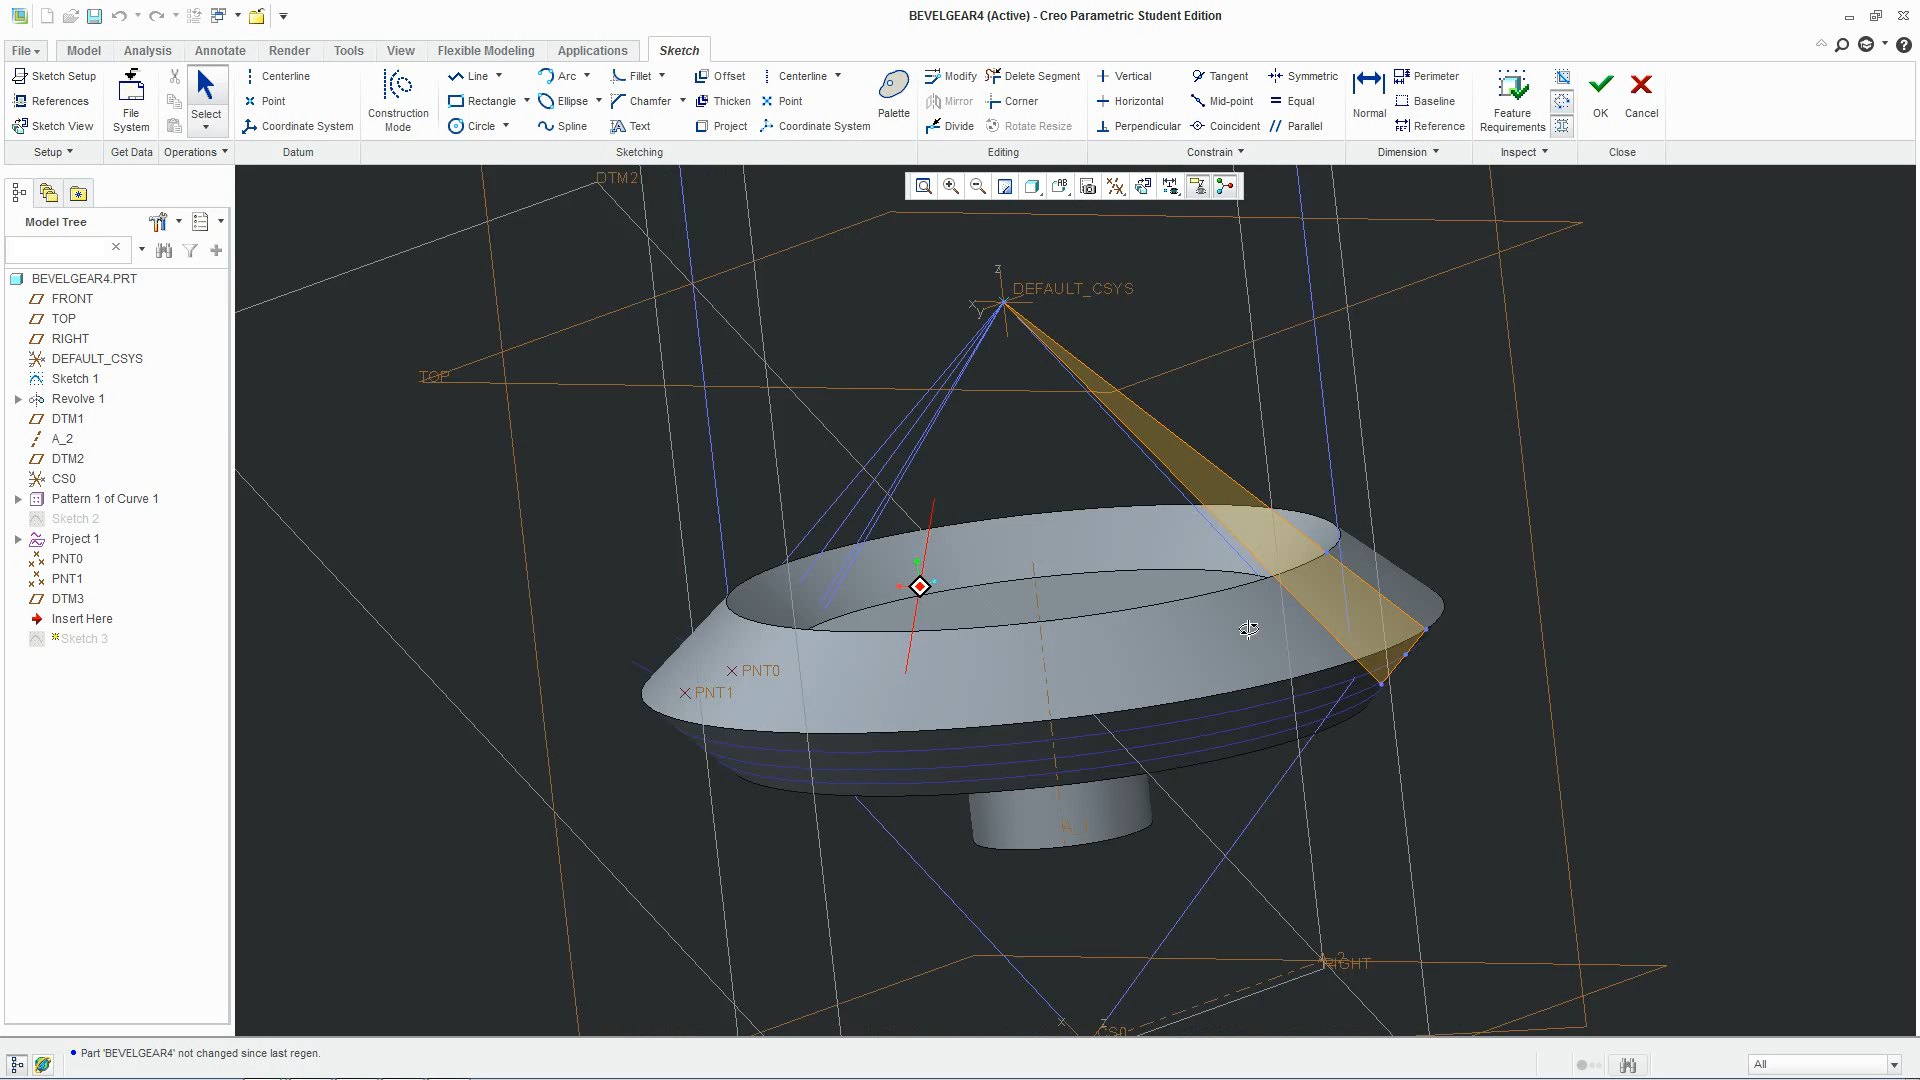 BEVELGEAR4 (Active) - Creo Parametric Student Edition
File Model Analysis Annotate Render Tools View Flexible Modeling Applications Sketch
Sketch Setup Centerline Line Arc Fillet Offset Centerline Modify Delete Segment Vertical Tangent Symmetric Perimeter
References Point Rectangle Ellipse Chamfer Thicken Point Mirror Corner Horizontal Mid-point Equal Baseline
Sketch View File System Select Coordinate System Construction Mode Circle Spline Text Project Coordinate System Palette Divide Rotate Resize Perpendicular Coincident Parallel Normal Reference Feature Requirements OK Cancel
Setup Get Data Operations Datum Sketching Editing Constrain Dimension Inspect Close
Model Tree
BEVELGEAR4.PRT
FRONT
TOP
RIGHT
DEFAULT_CSYS
Sketch 1
Revolve 1
DTM1
A_2
DTM2
CS0
Pattern 1 of Curve 1
Sketch 2
Project 1
PNT0
PNT1
DTM3
Insert Here
Sketch 3
DTM2
z
DEFAULT_CSYS
x
y
TOP
PNT0
PNT1
A_1
RIGHT
x
z
CS0
Part 'BEVELGEAR4' not changed since last regen.
All